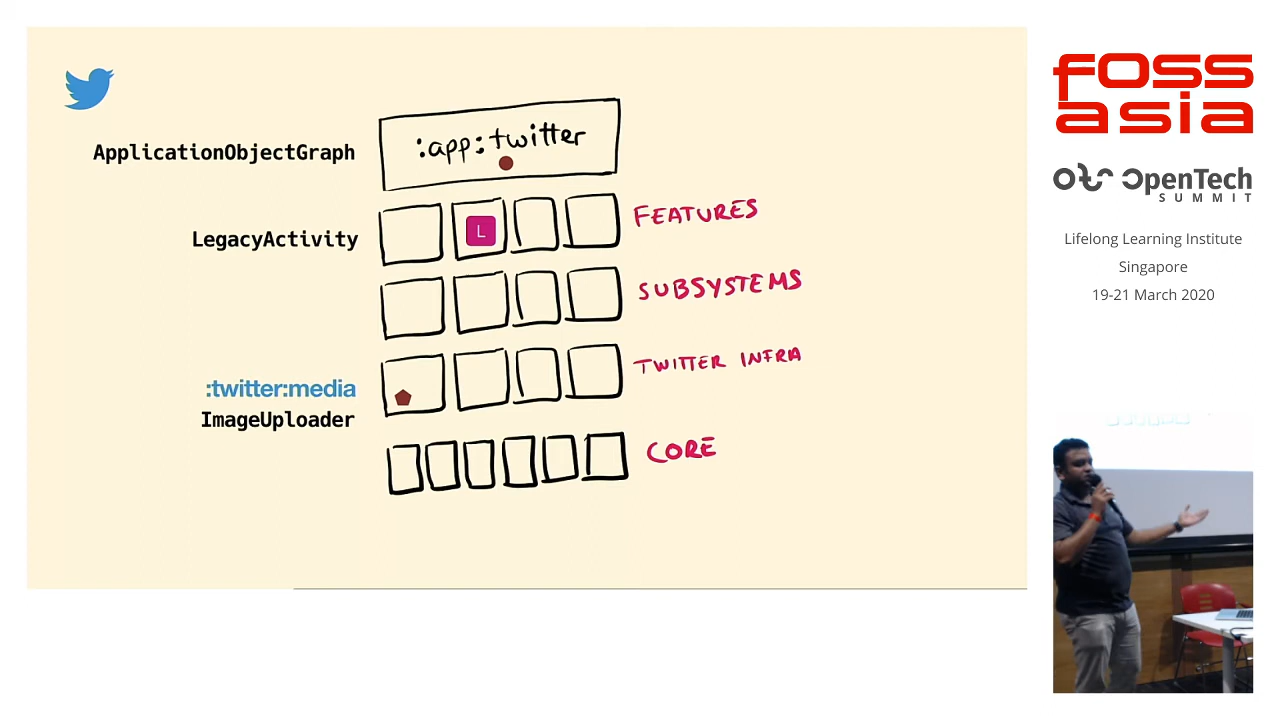 ApplicationObjectGraph
:app:twitter
LegacyActivity
L
FEATURES
SUBSYSTEMS
TWITTER INFRA
:twitter:media
ImageUploader
CORE
FOSS
asia
OpenTech
SUMMIT
Lifelong Learning Institute
Singapore
19-21 March 2020